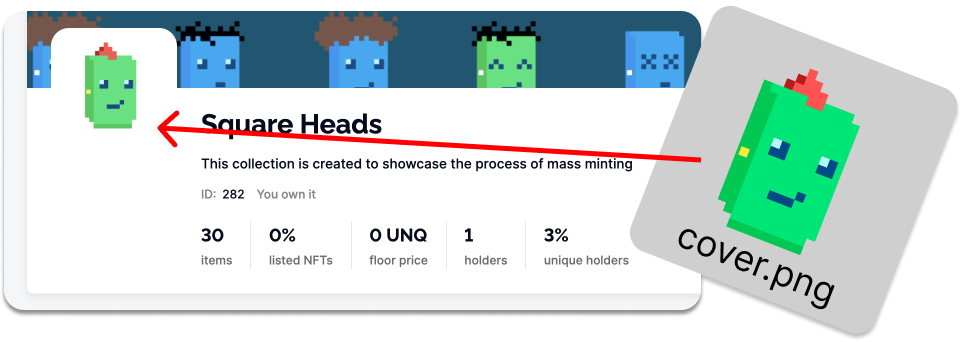 Square Heads
This collection is created to showcase the process of mass minting
ID: 282 You own it
30 0% 0 UNQ 1 3%
items listed NFTs floor price holders unique holders
cover.png